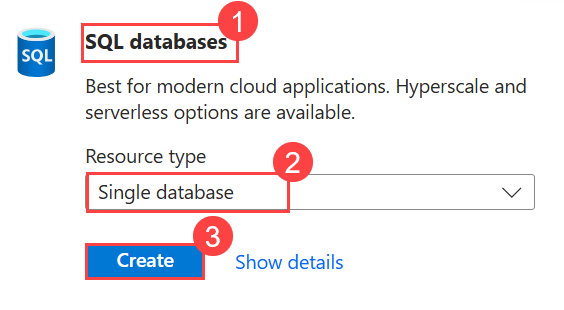 1
SQL
SQL databases
Best for modern cloud applications. Hyperscale and
serverless options are available.
Resource type
2
Single database
3
Create
Show details